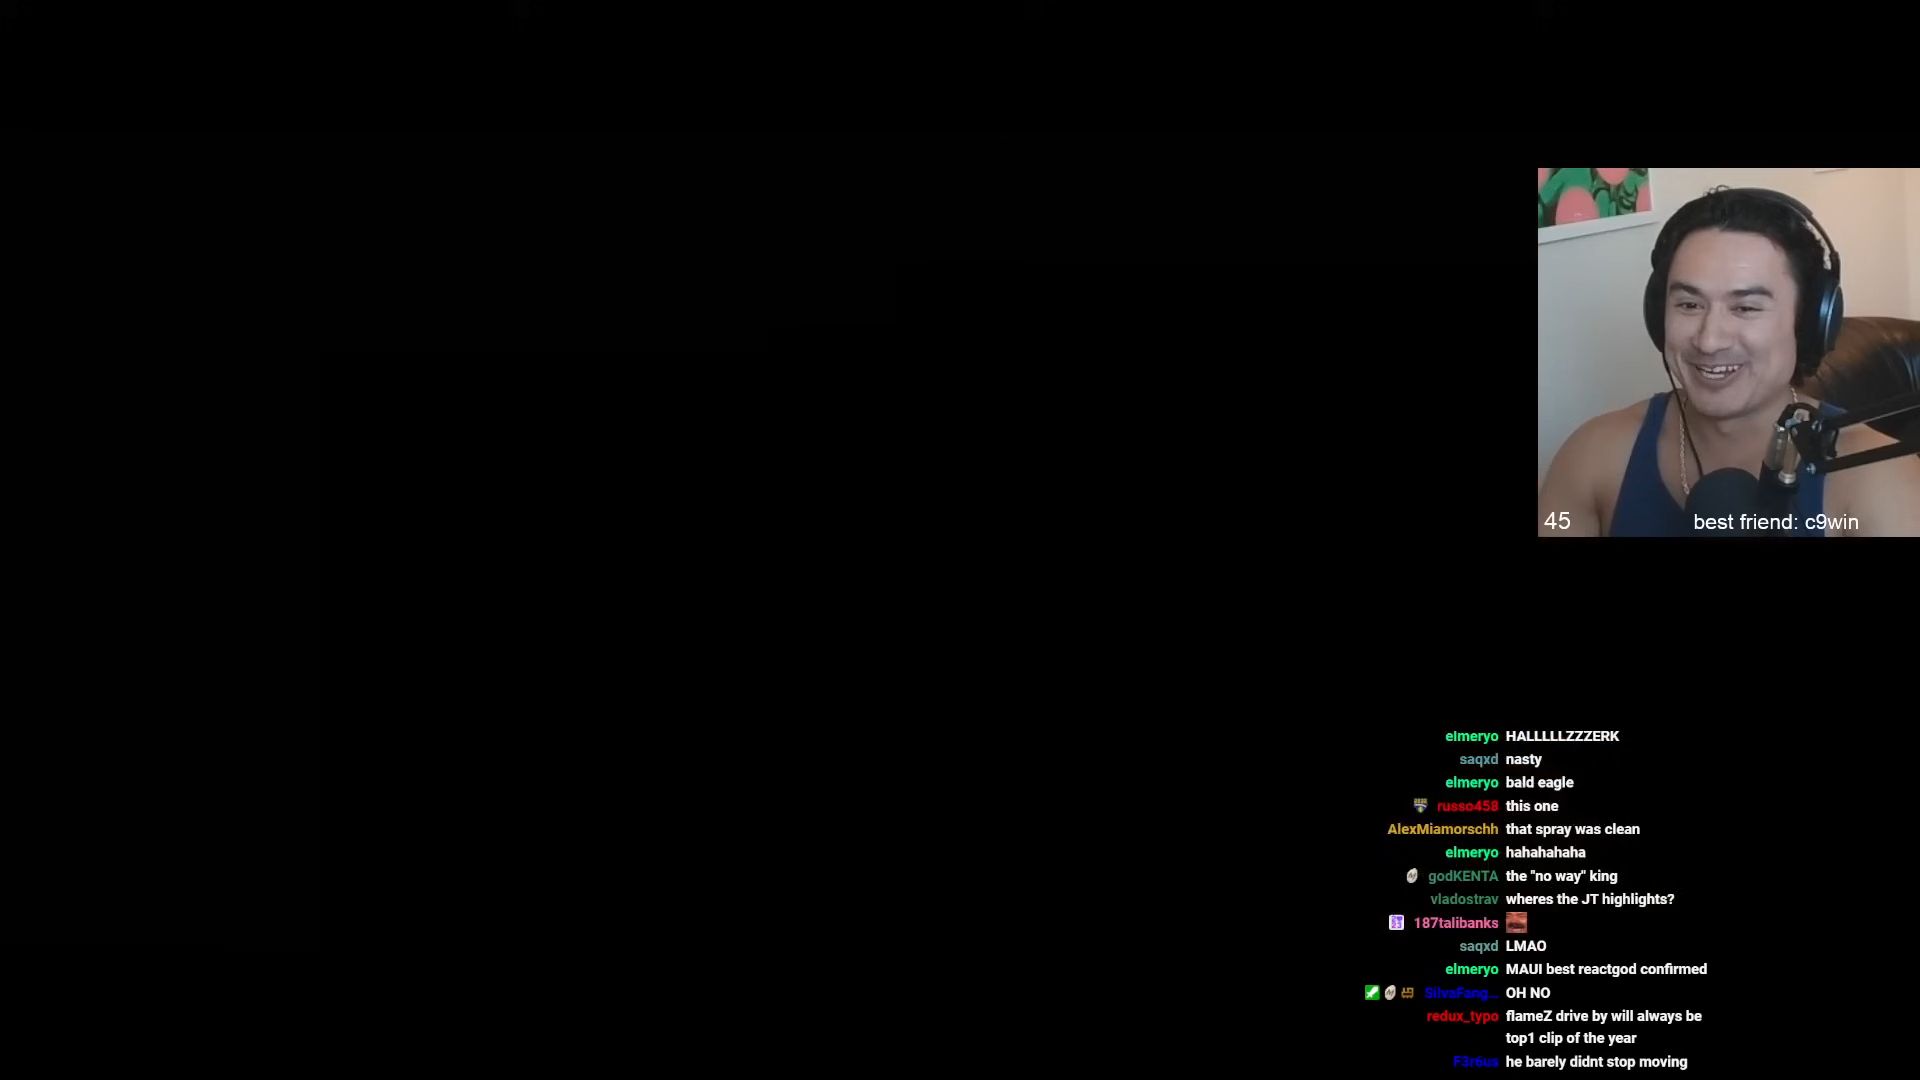 45 best friend: c9win
elmeryo HALLLLLZZZERK
saqxd nasty
elmeryo bald eagle
russo458 this one
AlexMiamorschh that spray was clean
elmeryo hahahahaha
godKENTA the "no way" king
vladostrav wheres the JT highlights?
187talibanks
saqxd LMAO
elmeryo MAUI best reactgod confirmed
SilvaFang... OH NO
redux_typo flameZ drive by will always be
top1 clip of the year
F3r6us he barely didnt stop moving